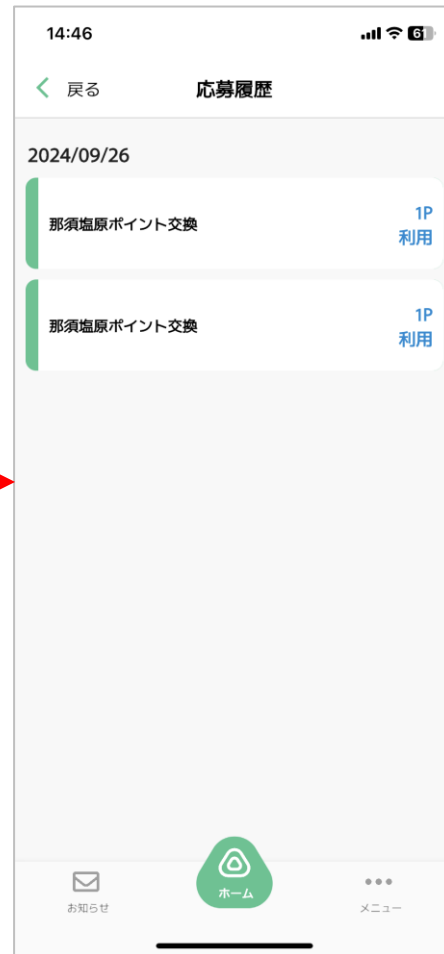 14:46
61
戻る
応募履歴
2024/09/26
那須塩原ポイント交換
1P
利用
那須塩原ポイント交換
1P
利用
お知らせ
ホーム
メニュー